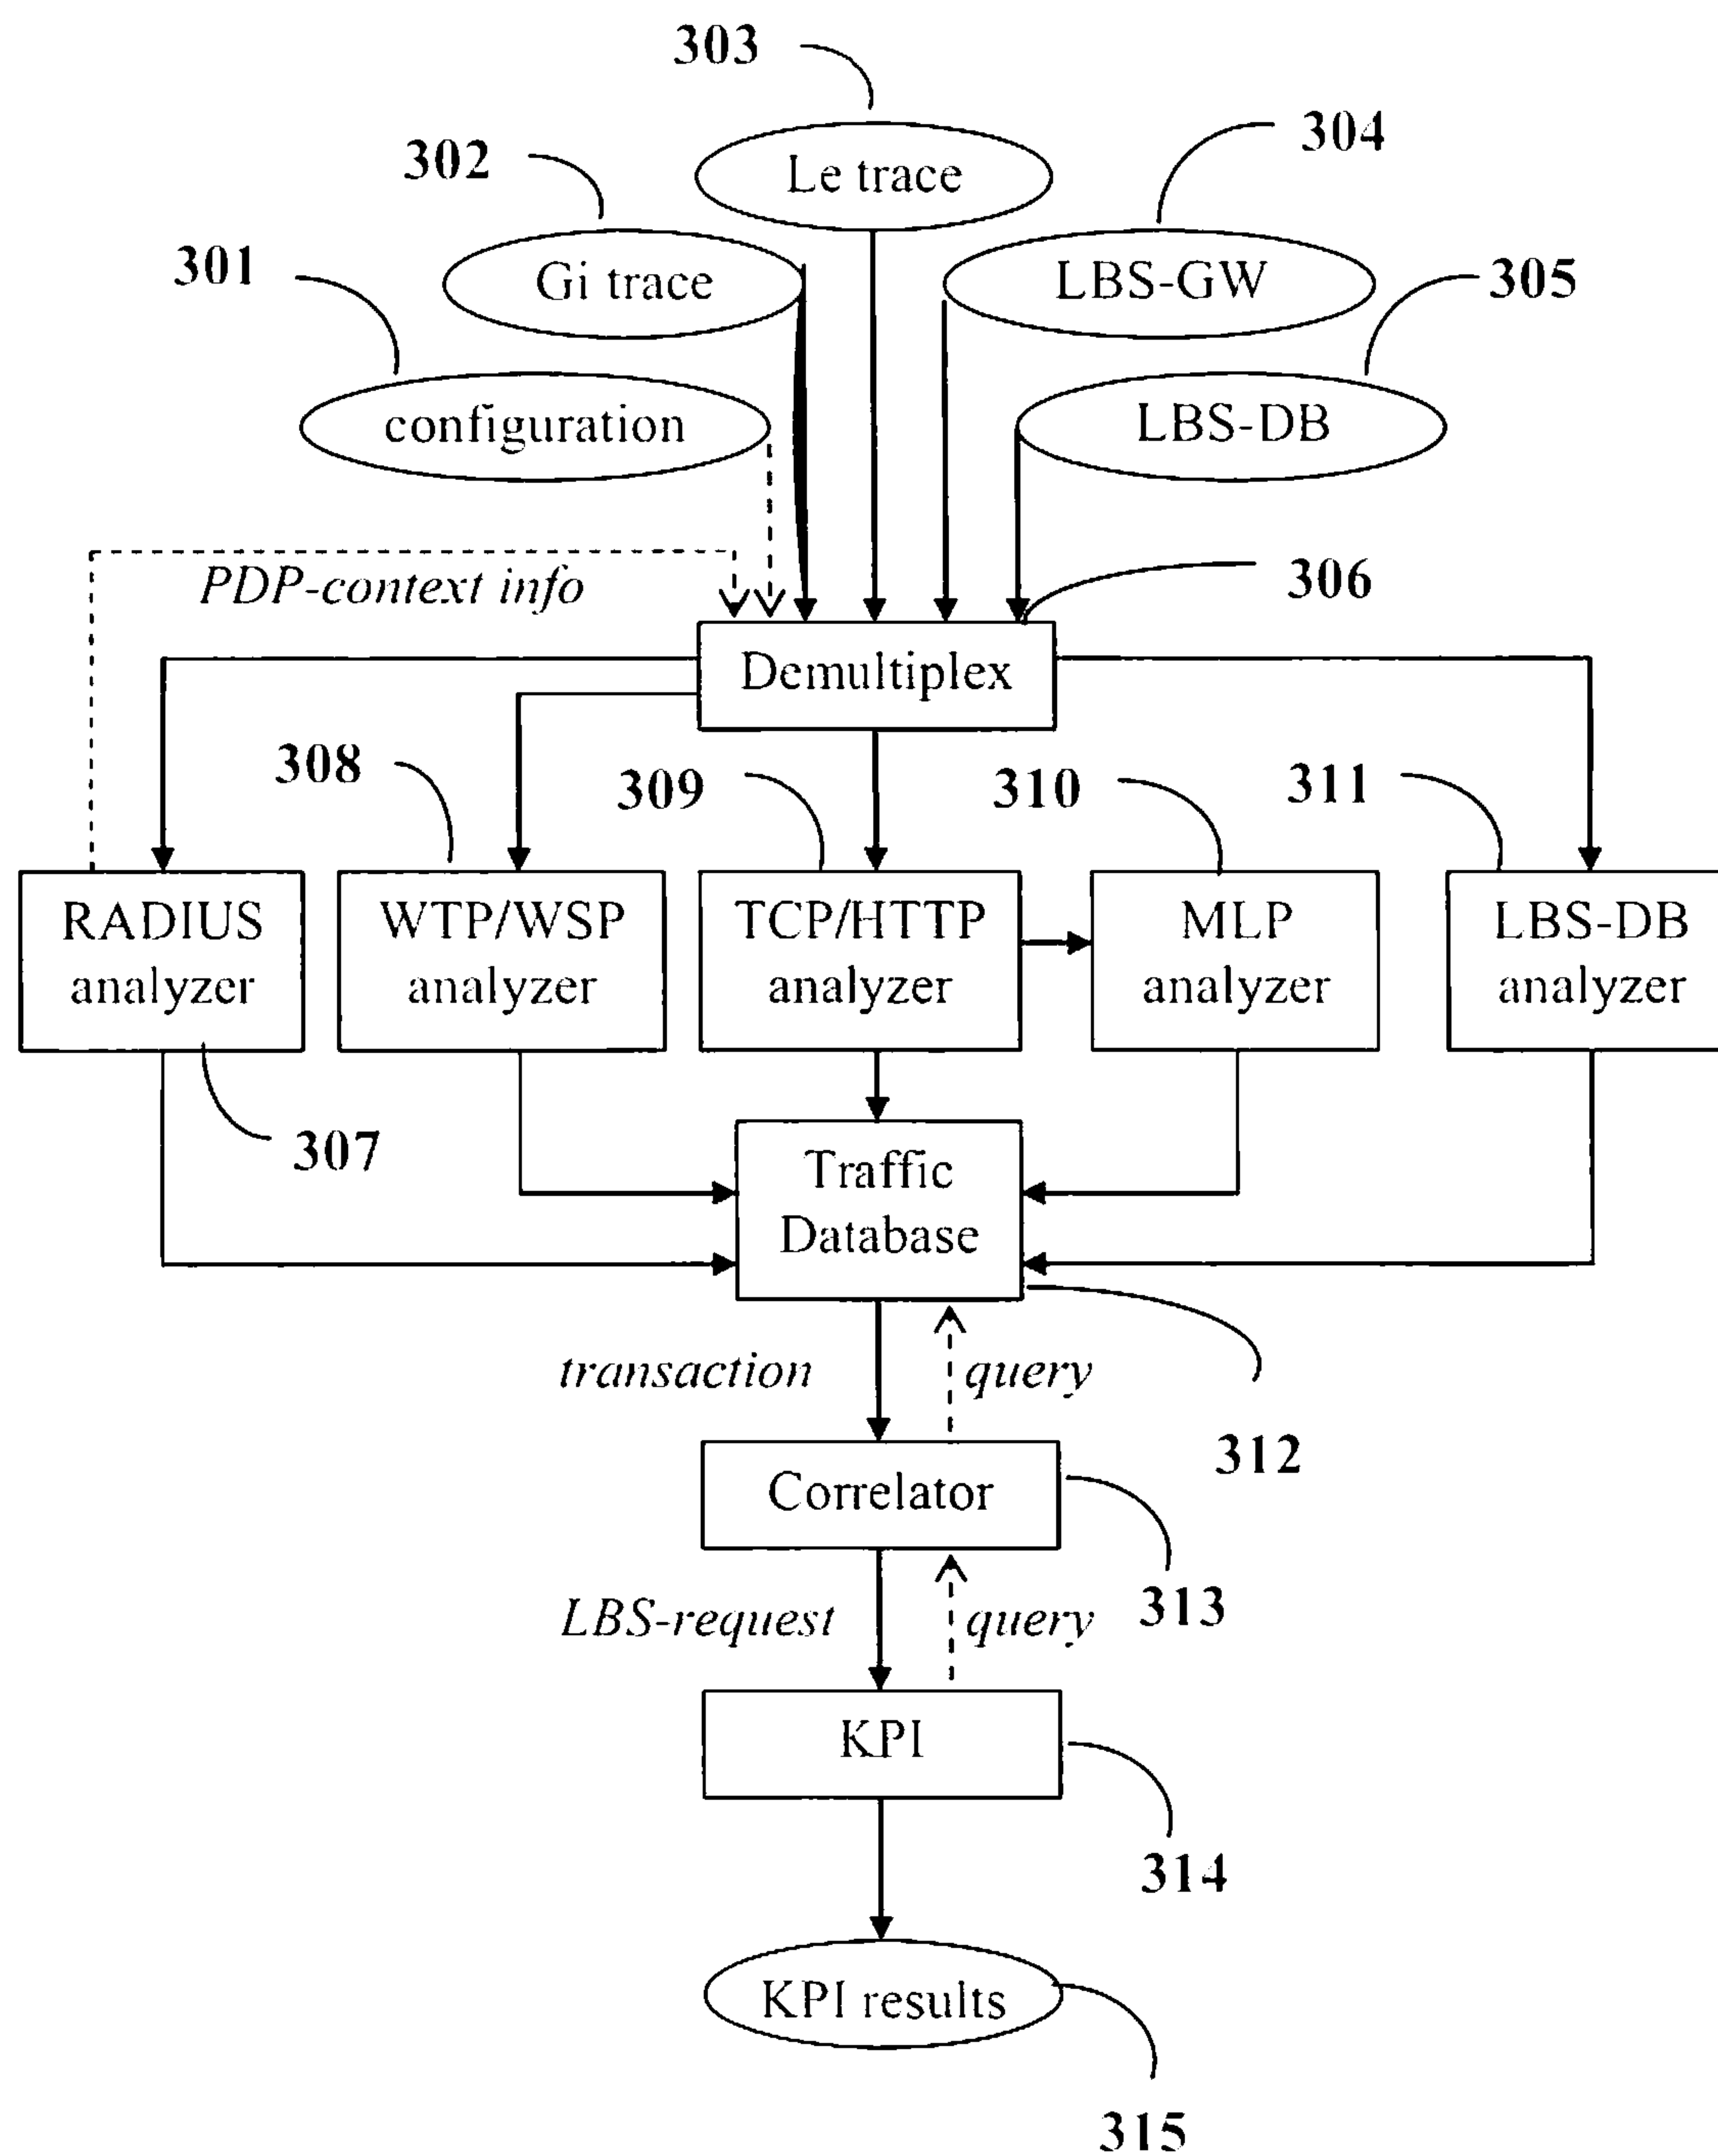 303
304
302
Le trace
301
Gi trace
LBS-GW
305
configuration
LBS-DB
PDP-context info
306
Demultiplex
308
309
310
311
RADIUS
analyzer
WTP/WSP
analyzer
TCP/HTTP
analyzer
MLP
analyzer
LBS-DB
analyzer
307
Traffic
Database
transaction
query
312
Correlator
313
LBS-request
query
KPI
314
KPI results
315